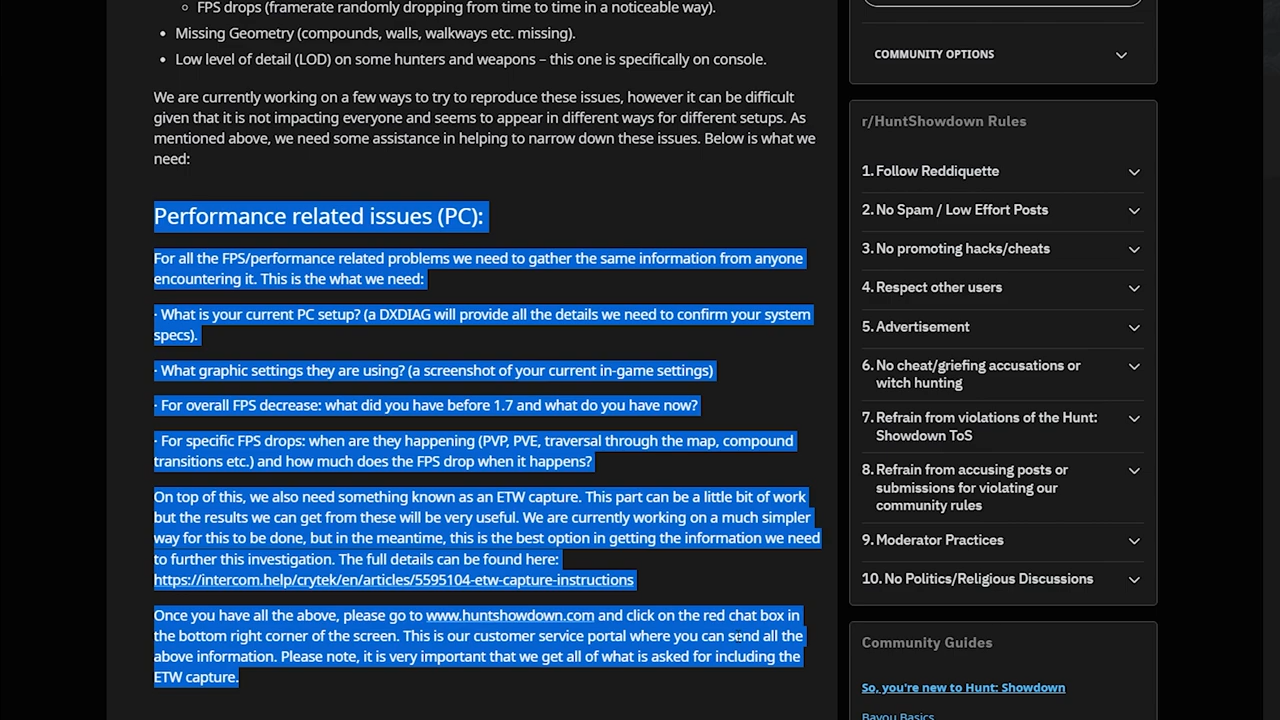 FPS drops (framerate randomly dropping from time to time in a noticeable way).
• Missing Geometry (compounds, walls, walkways etc. missing).
• Low level of detail (LOD) on some hunters and weapons – this one is specifically on console.
We are currently working on a few ways to try to reproduce these issues, however it can be difficult
given that it is not impacting everyone and seems to appear in different ways for different setups. As
mentioned above, we need some assistance in helping to narrow down these issues. Below is what we
need:
Performance related issues (PC):
For all the FPS/performance related problems we need to gather the same information from anyone
encountering it. This is the what we need:
· What is your current PC setup? (a DXDIAG will provide all the details we need to confirm your system
specs).
· What graphic settings they are using? (a screenshot of your current in-game settings)
· For overall FPS decrease: what did you have before 1.7 and what do you have now?
· For specific FPS drops: when are they happening (PVP, PVE, traversal through the map, compound
transitions etc.) and how much does the FPS drop when it happens?
On top of this, we also need something known as an ETW capture. This part can be a little bit of work
but the results we can get from these will be very useful. We are currently working on a much simpler
way for this to be done, but in the meantime, this is the best option in getting the information we need
to further this investigation. The full details can be found here:
https://intercom.help/crytek/en/articles/5595104-etw-capture-instructions
Once you have all the above, please go to www.huntshowdown.com and click on the red chat box in
the bottom right corner of the screen. This is our customer service portal where you can send all the
above information. Please note, it is very important that we get all of what is asked for including the
ETW capture.
COMMUNITY OPTIONS
r/HuntShowdown Rules
1. Follow Reddiquette
2. No Spam / Low Effort Posts
3. No promoting hacks/cheats
4. Respect other users
5. Advertisement
6. No cheat/griefing accusations or
witch hunting
7. Refrain from violations of the Hunt:
Showdown ToS
8. Refrain from accusing posts or
submissions for violating our
community rules
9. Moderator Practices
10. No Politics/Religious Discussions
Community Guides
So, you're new to Hunt: Showdown
Bayou Basics